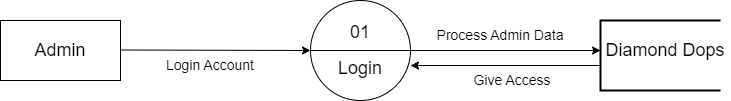 Admin
Login Account
01
Login
Process Admin Data
Give Access
Diamond Dops